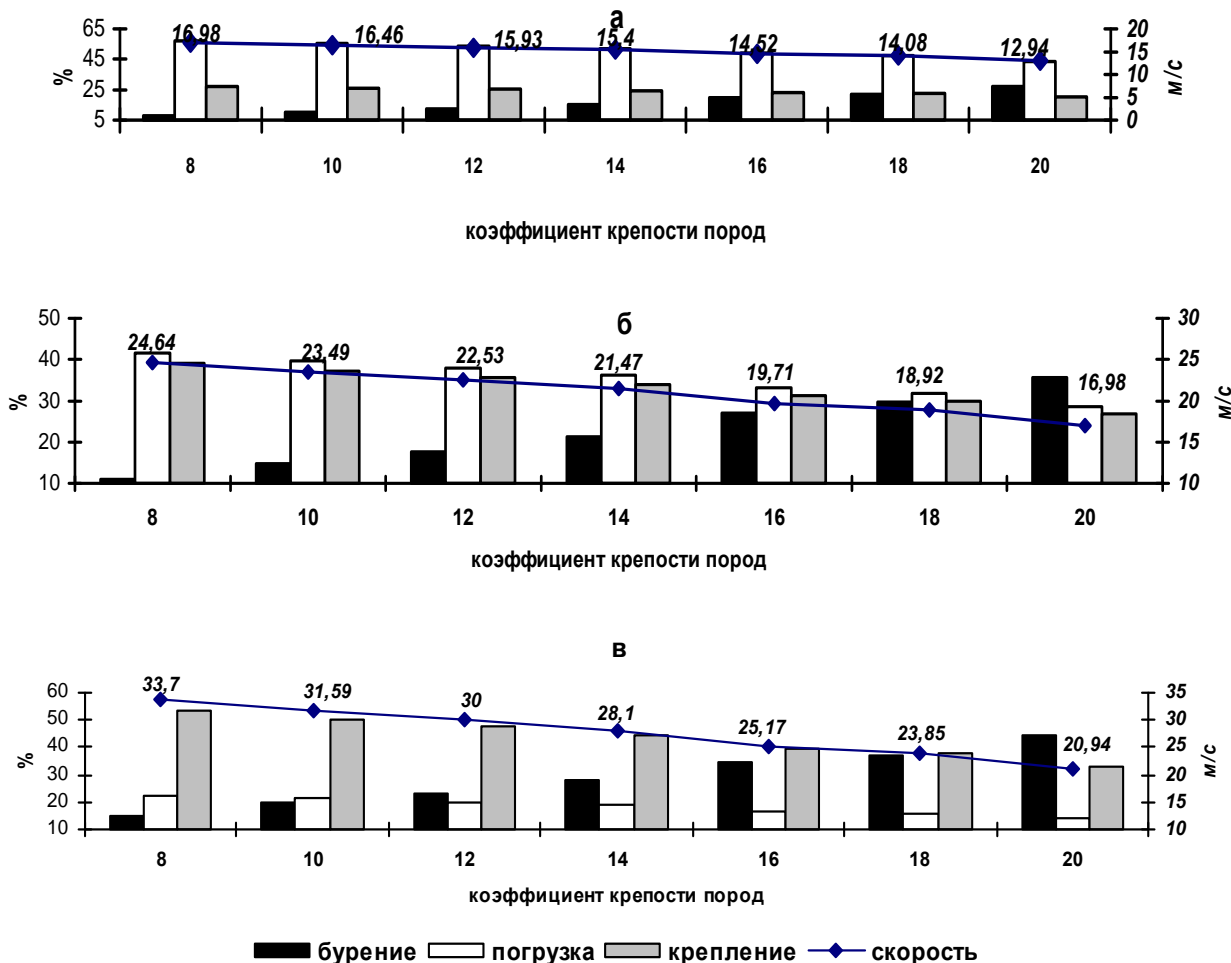 а
65
45
25
5
%
16,98 16,46 15,93 15,4 14,52 14,08 12,94
20
15
10
5
0
м/с
8 10 12 14 16 18 20
коэффициент крепости пород
б
50
40
30
20
10
%
24,64 23,49 22,53 21,47 19,71 18,92 16,98
30
25
20
15
10
м/с
8 10 12 14 16 18 20
коэффициент крепости пород
в
60
50
40
30
20
10
%
33,7 31,59 30 28,1 25,17 23,85 20,94
35
30
25
20
15
10
м/с
8 10 12 14 16 18 20
коэффициент крепости пород
бурение погрузка крепление скорость